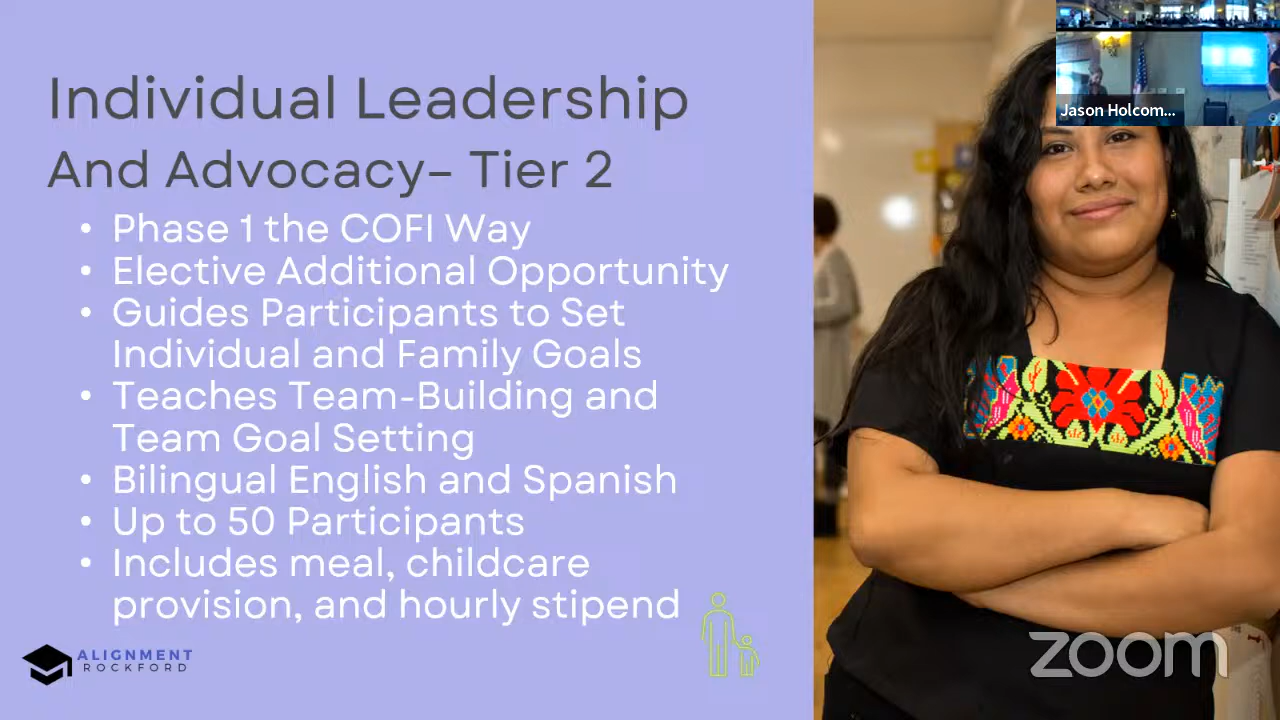 Individual Leadership
And Advocacy– Tier 2
• Phase 1 the COFI Way
• Elective Additional Opportunity
• Guides Participants to Set
Individual and Family Goals
• Teaches Team-Building and
Team Goal Setting
• Bilingual English and Spanish
• Up to 50 Participants
• Includes meal, childcare
provision, and hourly stipend
ALIGNMENT
ROCKFORD
Jason Holcom...
zoom